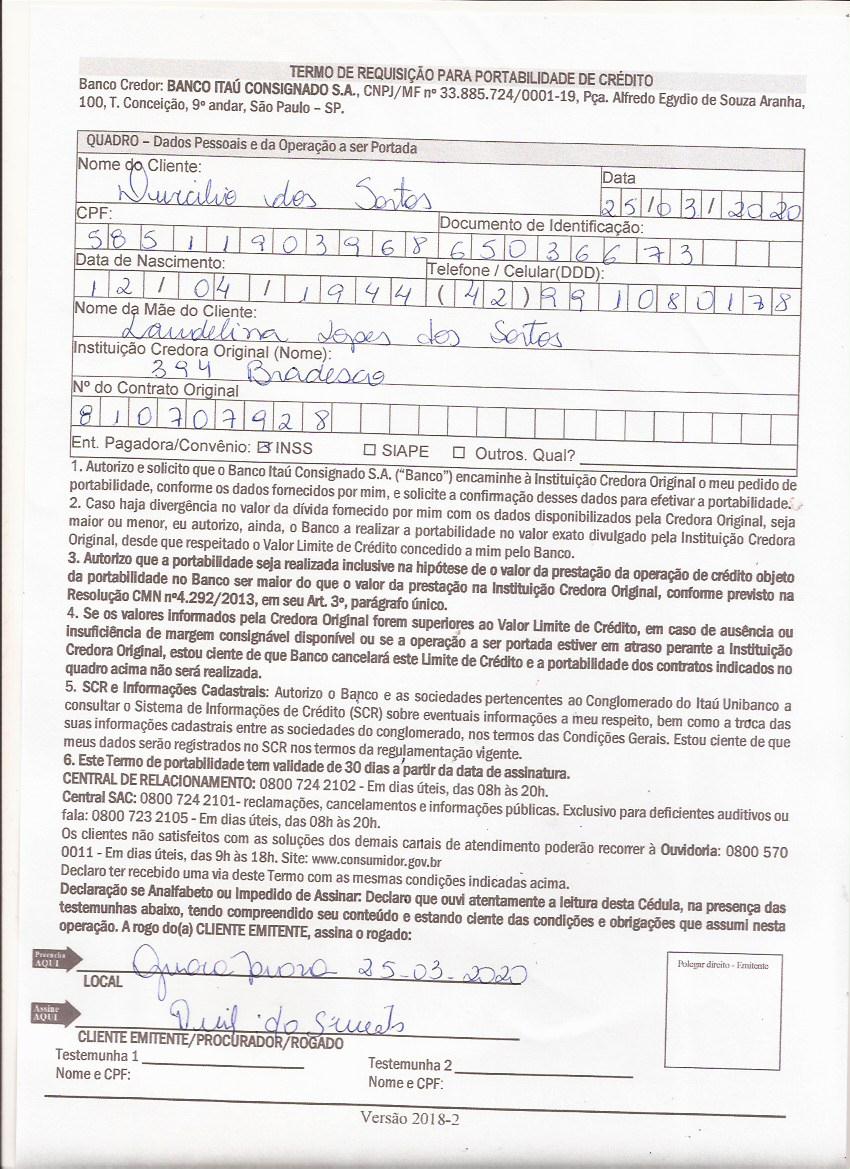 TERMO DE REQUISIÇÃO PARA PORTABILIDADE DE CRÉDITO
Banco Credor: BANCO ITAÚ CONSIGNADO S.A., CNPJ/MF nº 33.885.724/0001-19, Pça. Alfredo Egydio de Souza Aranha,
100, T. Conceição, 9º andar, São Paulo – SP.
QUADRO – Dados Pessoais e da Operação a ser Portada
Nome do Cliente:
Data
dos Santos
25/03/2020
CPF:
Documento de Identificação:
58511903968
65036673
Data de Nascimento:
Telefone / Celular(DDD):
12/04/1944
(42)991080178
Nome da Mãe do Cliente:
Laudelina Lopes dos Santos
Instituição Credora Original (Nome):
394 Bradesco
Nº do Contrato Original
810707928
Ent. Pagadora/Convênio: ☒ INSS ☐ SIAPE ☐ Outros. Qual?
1. Autorizo e solicito que o Banco Itaú Consignado S.A. (“Banco”) encaminhe à Instituição Credora Original o meu pedido de
portabilidade, conforme os dados fornecidos por mim, e solicite a confirmação desses dados para efetivar a portabilidade.
2. Caso haja divergência no valor da dívida fornecido por mim com os dados disponibilizados pela Credora Original, seja
maior ou menor, eu autorizo, ainda, o Banco a realizar a portabilidade no valor exato divulgado pela Instituição Credora
Original, desde que respeitado o Valor Limite de Crédito concedido a mim pelo Banco.
3. Autorizo que a portabilidade seja realizada inclusive na hipótese de o valor da prestação da operação de crédito objeto
da portabilidade no Banco ser maior do que o valor da prestação na Instituição Credora Original, conforme previsto na
Resolução CMN nº4.292/2013, em seu Art. 3º, parágrafo único.
4. Se os valores informados pela Credora Original forem superiores ao Valor Limite de Crédito, em caso de ausência ou
insuficiência de margem consignável disponível ou se a operação a ser portada estiver em atraso perante a Instituição
Credora Original, estou ciente de que Banco cancelará este Limite de Crédito e a portabilidade dos contratos indicados no
quadro acima não será realizada.
5. SCR e Informações Cadastrais: Autorizo o Banco e as sociedades pertencentes ao Conglomerado do Itaú Unibanco a
consultar o Sistema de Informações de Crédito (SCR) sobre eventuais informações a meu respeito, bem como a troca das
suas informações cadastrais entre as sociedades do conglomerado, nos termos das Condições Gerais. Estou ciente de que
meus dados serão registrados no SCR nos termos da regulamentação vigente.
6. Este Termo de portabilidade tem validade de 30 dias a partir da data de assinatura.
CENTRAL DE RELACIONAMENTO: 0800 724 2102 - Em dias úteis, das 08h às 20h.
Central SAC: 0800 724 2101- reclamações, cancelamentos e informações públicas. Exclusivo para deficientes auditivos ou
fala: 0800 723 2105 - Em dias úteis, das 08h às 20h.
Os clientes não satisfeitos com as soluções dos demais canais de atendimento poderão recorrer à Ouvidoria: 0800 570
0011 - Em dias úteis, das 9h às 18h. Site: www.consumidor.gov.br
Declaro ter recebido uma via deste Termo com as mesmas condições indicadas acima.
Declaração se Analfabeto ou Impedido de Assinar: Declaro que ouvi atentamente a leitura desta Cédula, na presença das
testemunhas abaixo, tendo compreendido seu conteúdo e estando ciente das condições e obrigações que assumi nesta
operação. A rogo do(a) CLIENTE EMITENTE, assina o rogado:
Preencha
AQUI
25-03-2020
LOCAL
Polegar direito - Emitente
Assine
AQUI
CLIENTE EMITENTE/PROCURADOR/ROGADO
Testemunha 1
Nome e CPF:
Testemunha 2
Nome e CPF:
Versão 2018-2